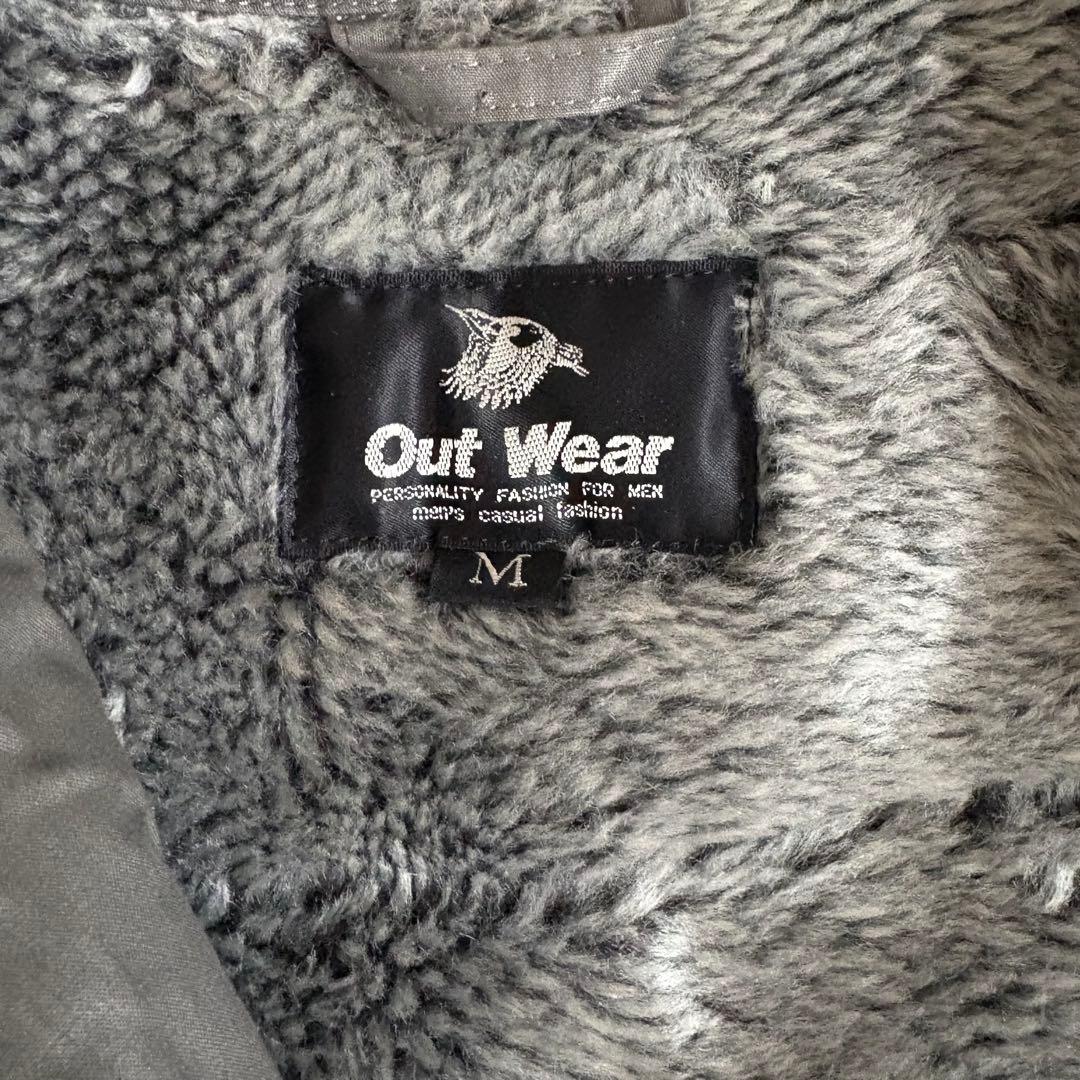 Out Wear
PERSONALITY FASHION FOR MEN
men's casual fashion
M